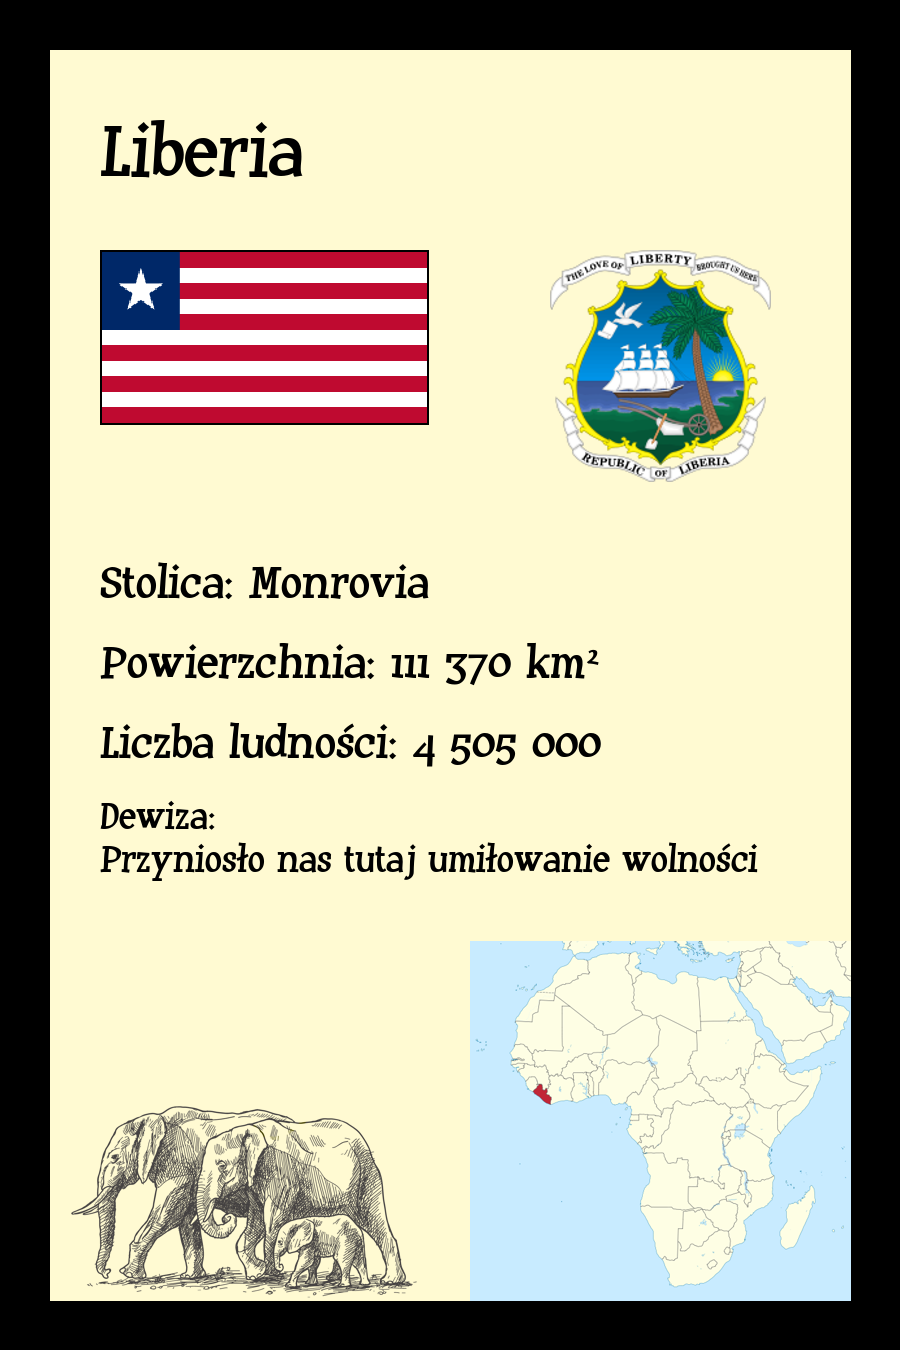 Liberia
THE LOVE OF LIBERTY BROUGHT US HERE
REPUBLIC OF LIBERIA
Stolica: Monrovia
Powierzchnia: 111 370 km²
Liczba ludności: 4 505 000
Dewiza:
Przyniosło nas tutaj umiłowanie wolności